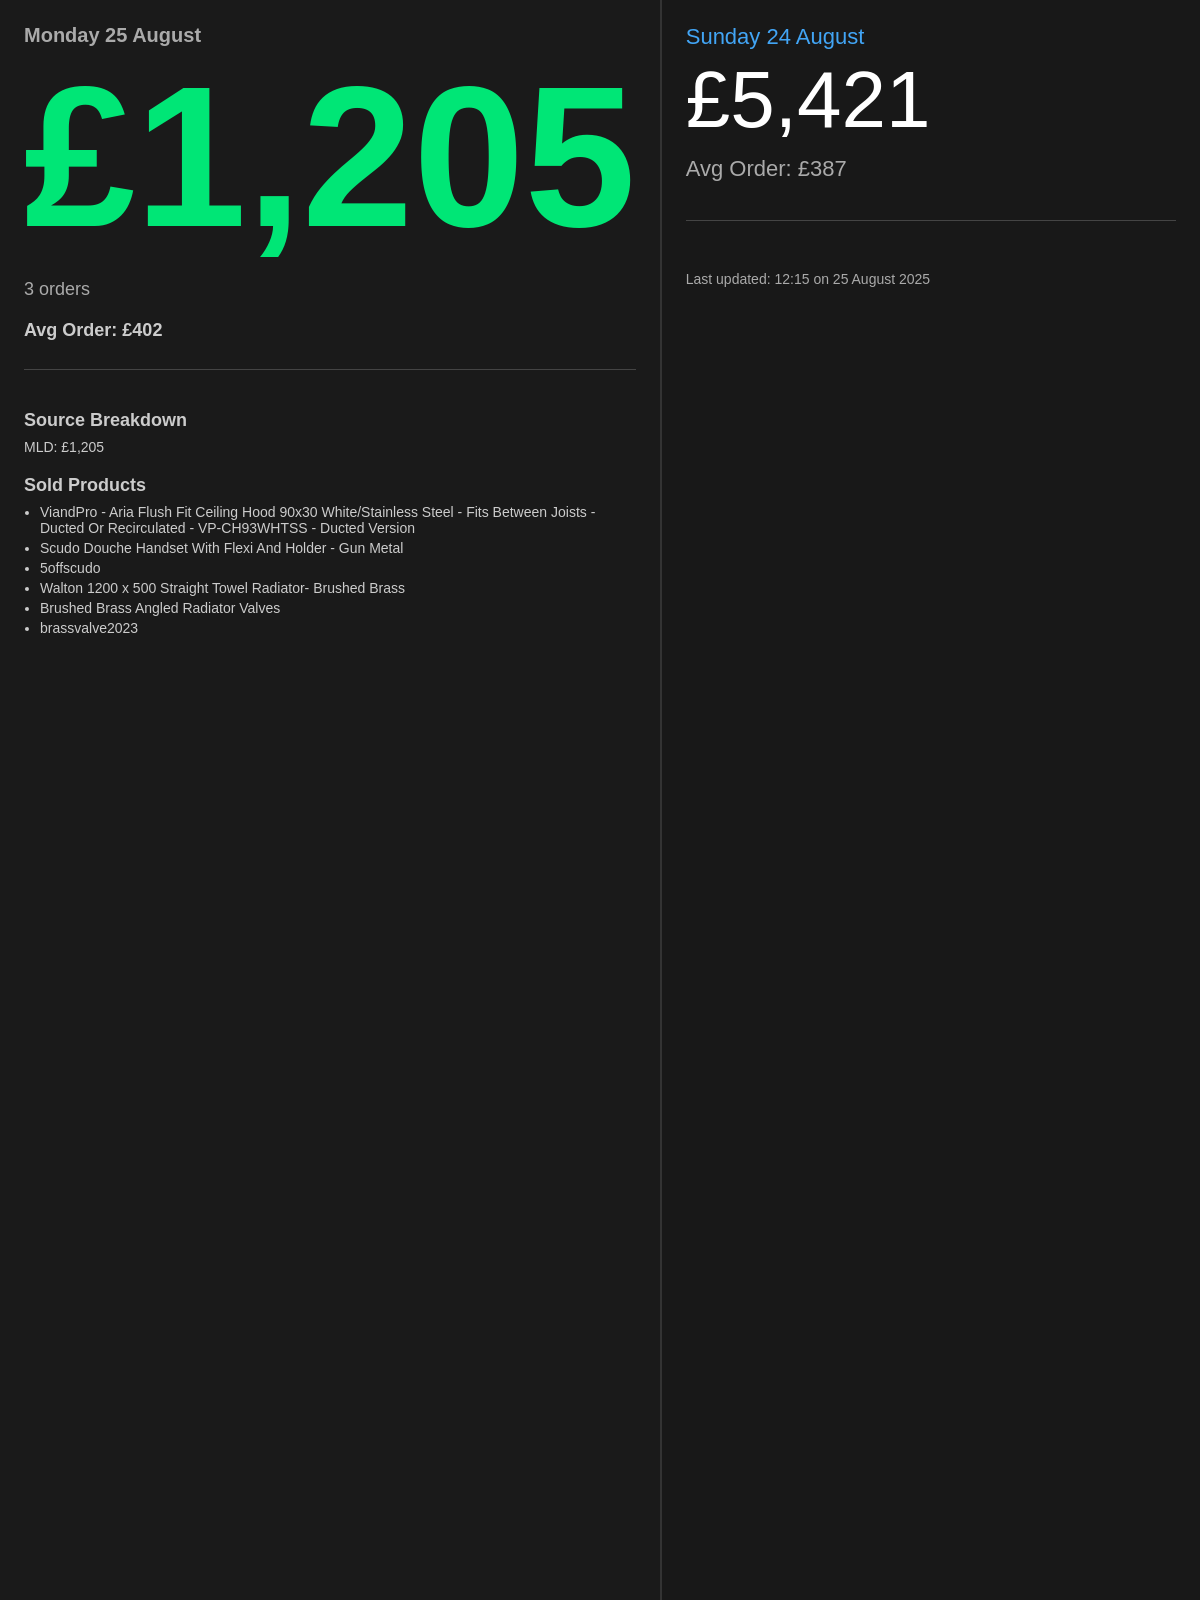 Monday 25 August
£1,205
3 orders
Avg Order: £402
Source Breakdown
MLD: £1,205
Sold Products
• ViandPro - Aria Flush Fit Ceiling Hood 90x30 White/Stainless Steel - Fits Between Joists -
Ducted Or Recirculated - VP-CH93WHTSS - Ducted Version
• Scudo Douche Handset With Flexi And Holder - Gun Metal
• 5offscudo
• Walton 1200 x 500 Straight Towel Radiator- Brushed Brass
• Brushed Brass Angled Radiator Valves
• brassvalve2023
Sunday 24 August
£5,421
Avg Order: £387
Last updated: 12:15 on 25 August 2025